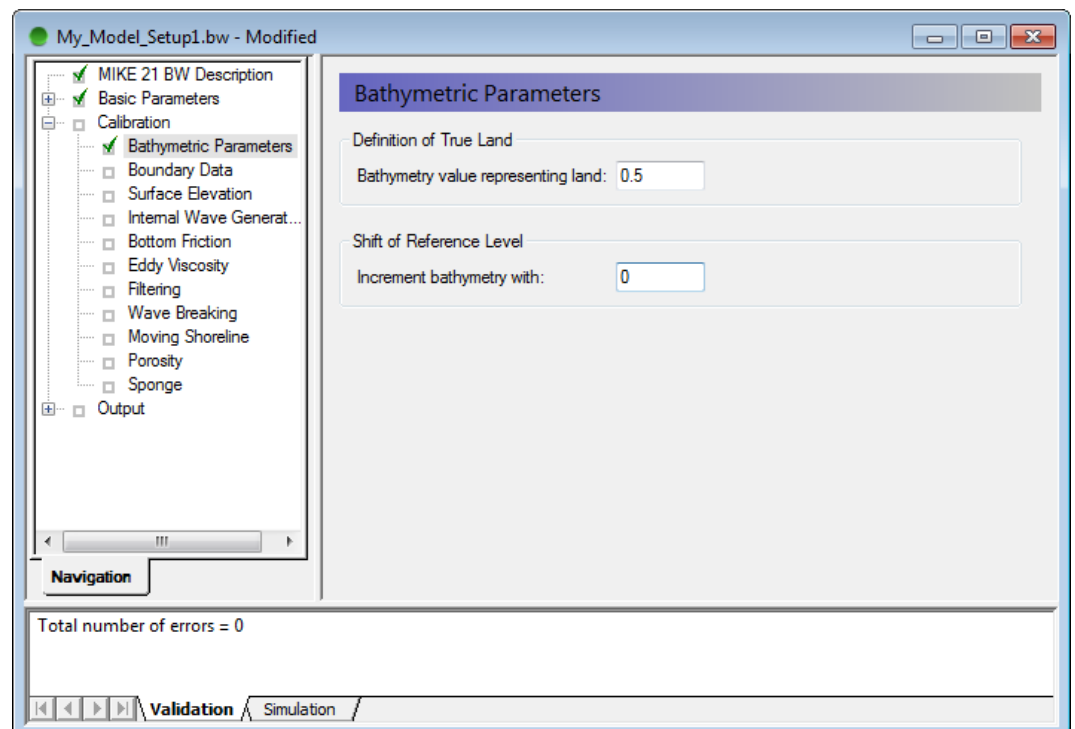 My_Model_Setup1.bw - Modified
MIKE 21 BW Description
Basic Parameters
Calibration
Bathymetric Parameters
Boundary Data
Surface Elevation
Internal Wave Generat...
Bottom Friction
Eddy Viscosity
Filtering
Wave Breaking
Moving Shoreline
Porosity
Sponge
Output
Navigation
Bathymetric Parameters
Definition of True Land
Bathymetry value representing land: 0.5
Shift of Reference Level
Increment bathymetry with: 0
Total number of errors = 0
Validation Simulation